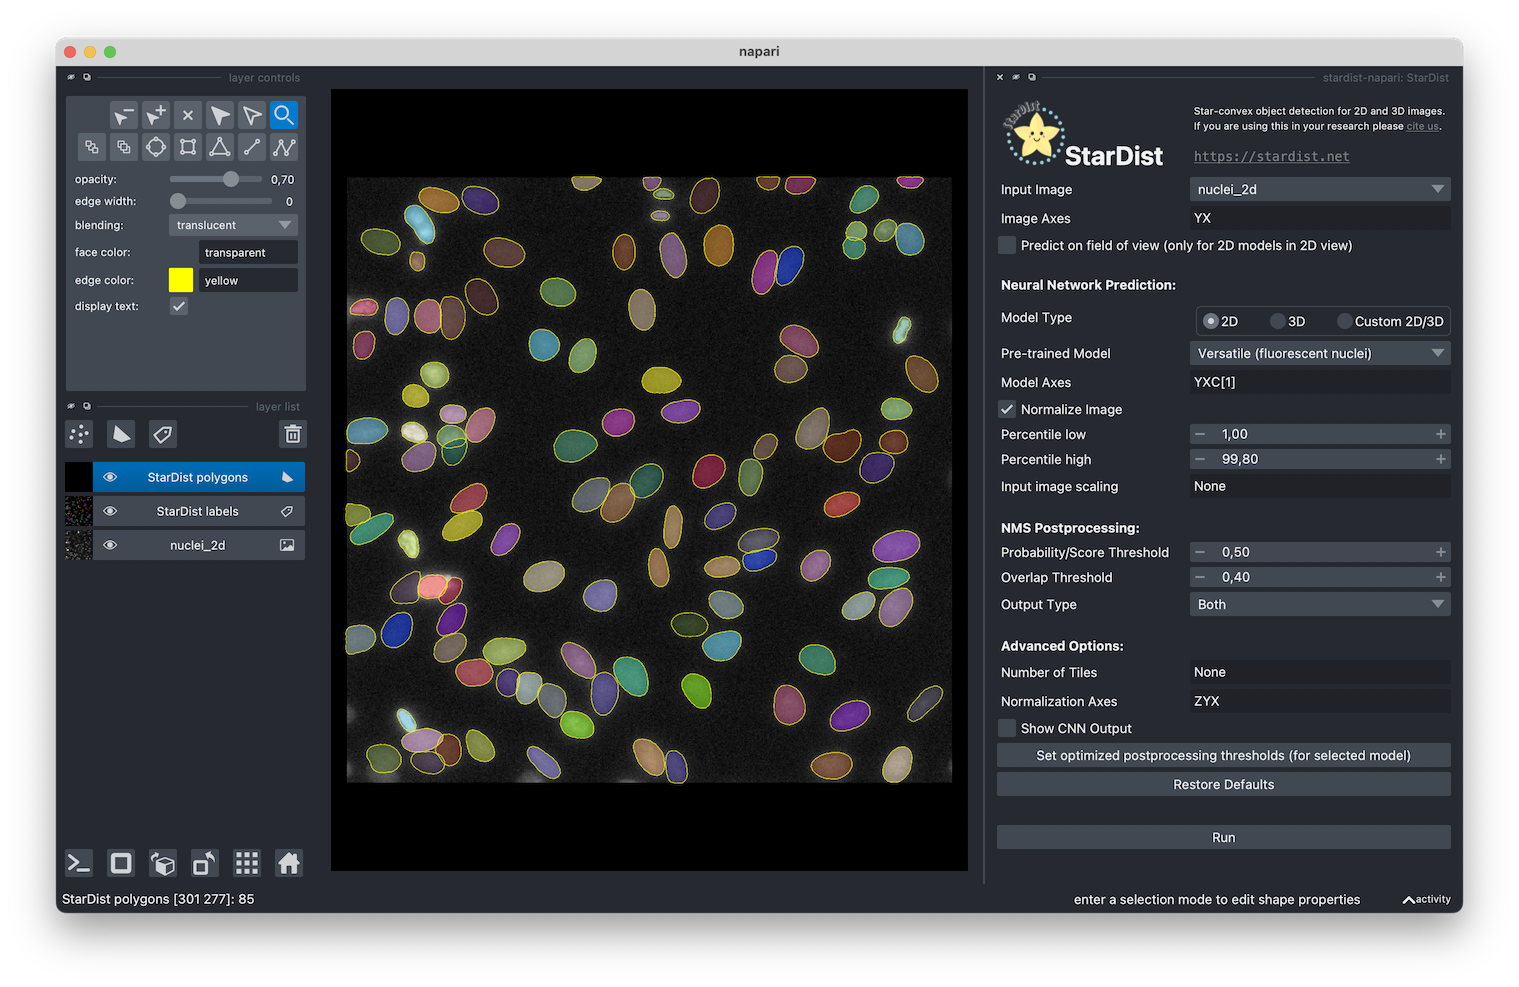 napari
layer controls
opacity: 0,70
edge width: 0
blending: translucent
face color: transparent
edge color: yellow
display text:
layer list
StarDist polygons
StarDist labels
nuclei_2d
StarDist polygons [301 277]: 85
stardist-napari: StarDist
StarDist
StarDist
Star-convex object detection for 2D and 3D images.
If you are using this in your research please cite us.
https://stardist.net
Input Image nuclei_2d
Image Axes YX
Predict on field of view (only for 2D models in 2D view)
Neural Network Prediction:
Model Type 2D 3D Custom 2D/3D
Pre-trained Model Versatile (fluorescent nuclei)
Model Axes YXC[1]
Normalize Image
Percentile low 1,00
Percentile high 99,80
Input image scaling None
NMS Postprocessing:
Probability/Score Threshold 0,50
Overlap Threshold 0,40
Output Type Both
Advanced Options:
Number of Tiles None
Normalization Axes ZYX
Show CNN Output
Set optimized postprocessing thresholds (for selected model)
Restore Defaults
Run
enter a selection mode to edit shape properties
activity